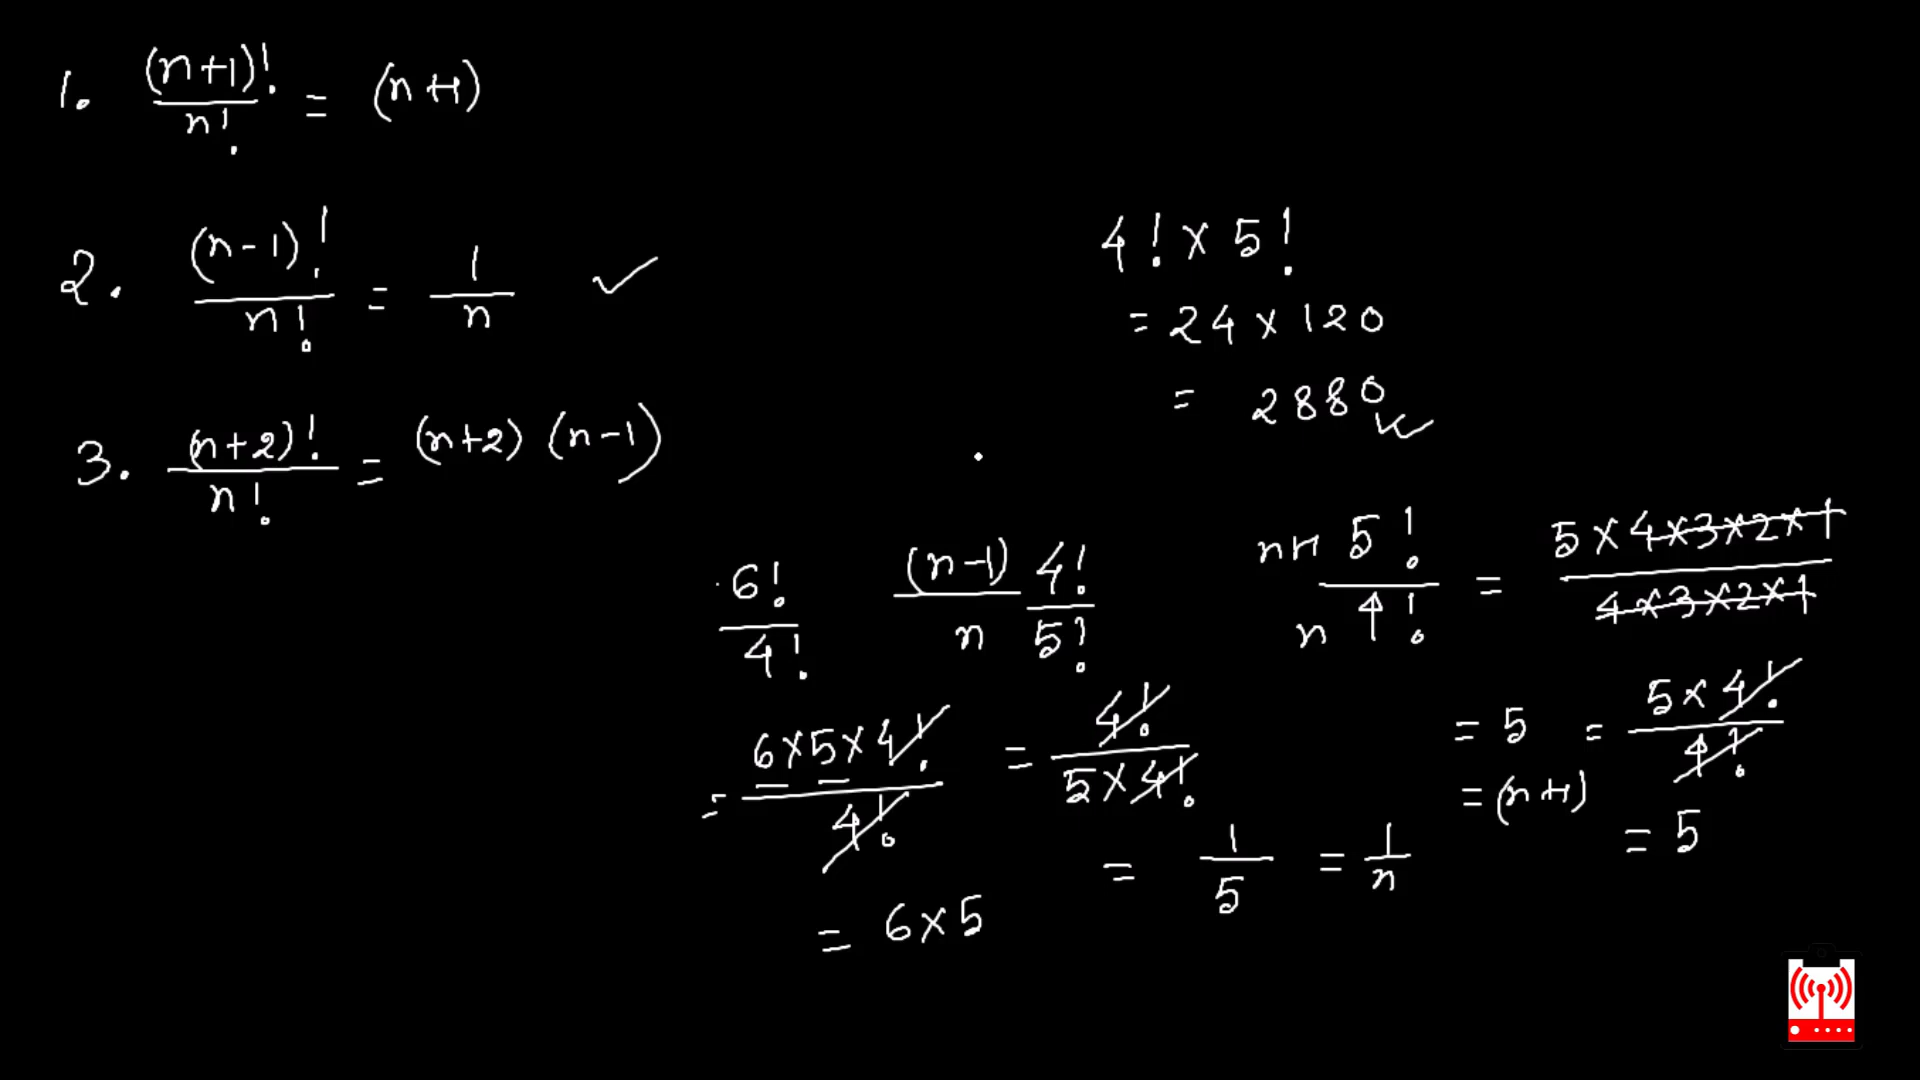 1. (n+1)!/n! = (n+1)
2. (n-1)!/n! = 1/n ✓
3. (n+2)!/n! = (n+2) (n-1)
4! x 5!
= 24 x 120
= 2880
6!/4!
= 6x5x4!/4!
= 6x5
(n-1)/n 4!/5!
= 4!/5x4!
= 1/5 = 1/n
n+1 5!/n 4! = 5x4x3x2x1/4x3x2x1
= 5 = 5x4!/4!
= (n+1)
= 5